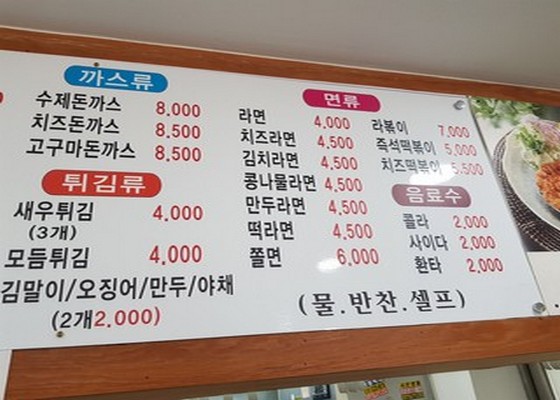 까스류
수제돈까스 8,000
치즈돈까스 8,500
고구마돈까스 8,500
튀김류
새우튀김 4,000
(3개)
모듬튀김 4,000
김말이/오징어/만두/야채
(2개2.000)
면류
라면 4,000
치즈라면 4,500
김치라면 4,500
콩나물라면 4,500
만두라면 4,500
떡라면 4,500
쫄면 6,000
라볶이 7,000
즉석떡볶이 5,000
치즈떡볶이 5,500
음료수
콜라 2,000
사이다 2,000
환타 2,000
(물.반찬.셀프)